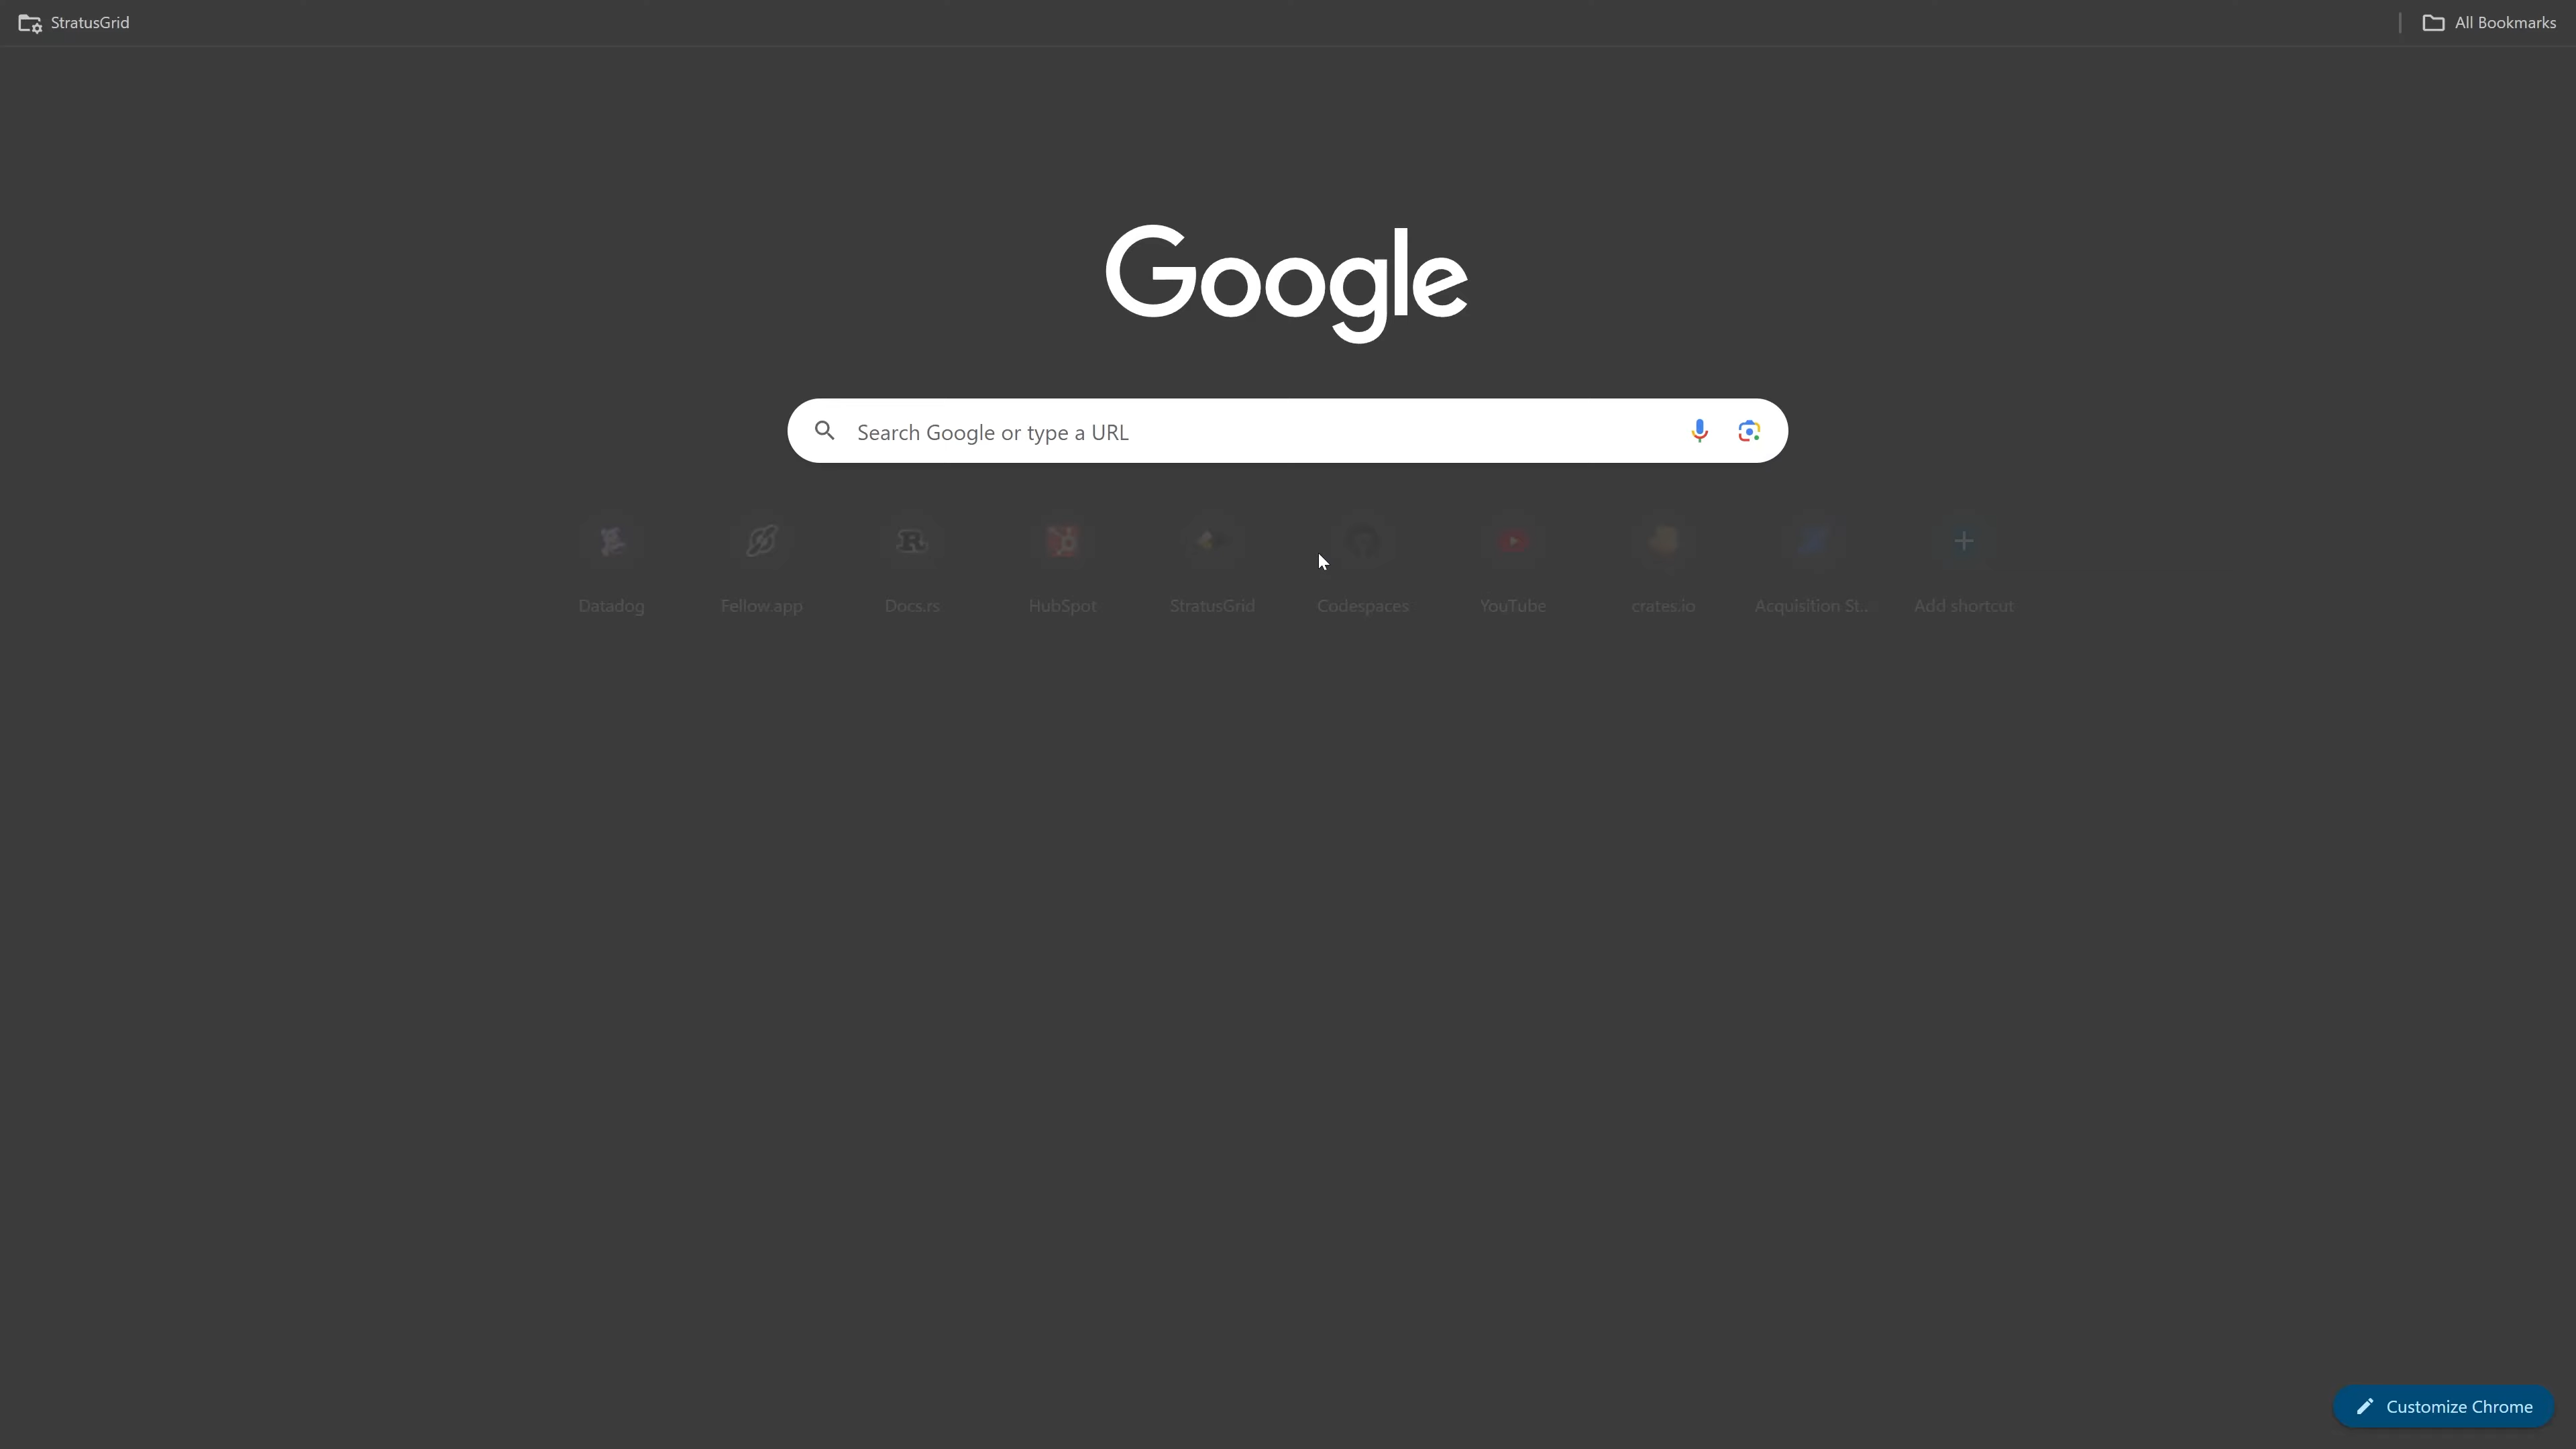 StratusGrid
All Bookmarks
Google
Search Google or type a URL
Datadog
Fellow.app
Docs.rs
HubSpot
StratusGrid
Codespaces
YouTube
crates.io
Acquisition St...
Add shortcut
Customize Chrome